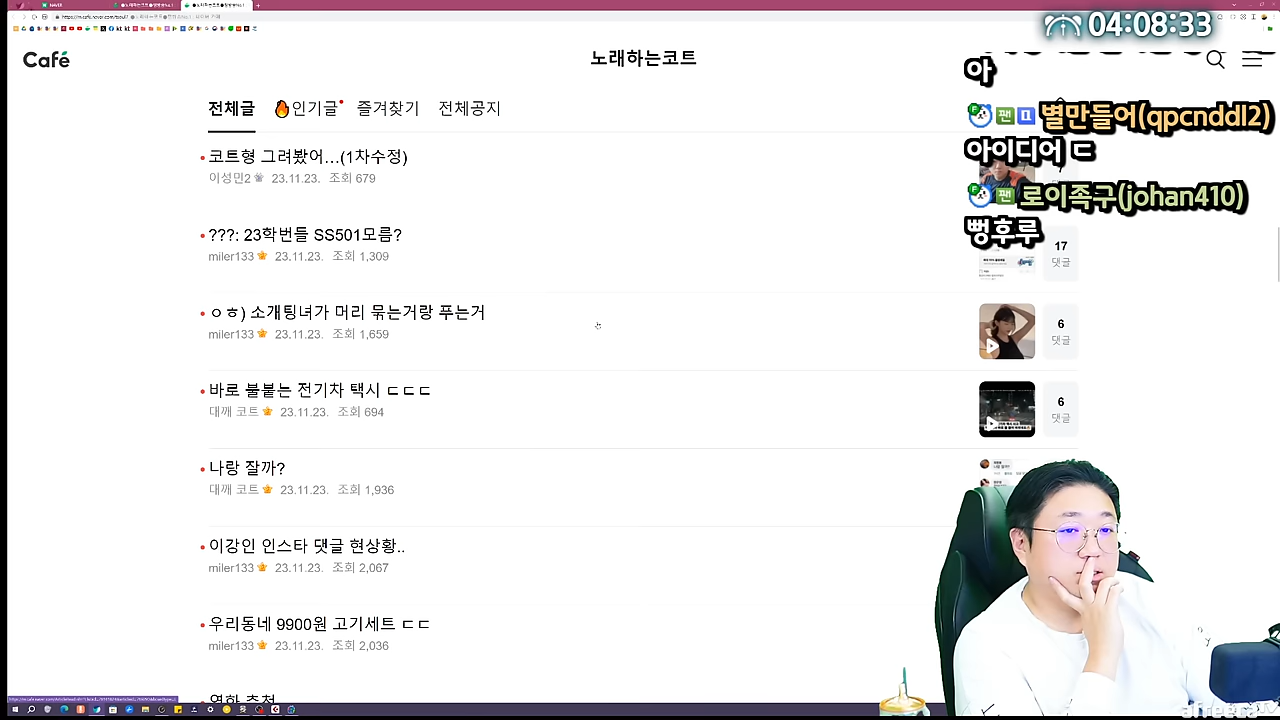 NAVER
04:08:33
Café
노래하는코트
아
전체글
🔥인기글
즐겨찾기
전체공지
F 팬 별만들어(qpcnddl2)
아이디어 ㄷ
F 팬 로이족구(johan410)
뻥후루
코트형 그려봤어...(1차수정)
이성민2 23.11.23. 조회 679
???: 23학번들 SS501모름?
miler133 23.11.23. 조회 1,309
17
댓글
ㅇㅎ) 소개팅녀가 머리 묶는거랑 푸는거
miler133 23.11.23. 조회 1,659
6
댓글
바로 불붙는 전기차 택시 ㄷㄷㄷ
대깨 코트 23.11.23. 조회 694
6
댓글
나랑 잘까?
대깨 코트 23.11.23. 조회 1,936
이강인 인스타 댓글 현상황..
miler133 23.11.23. 조회 2,067
우리동네 9900원 고기세트 ㄷㄷ
miler133 23.11.23. 조회 2,036
영화 추천
afreecaTV